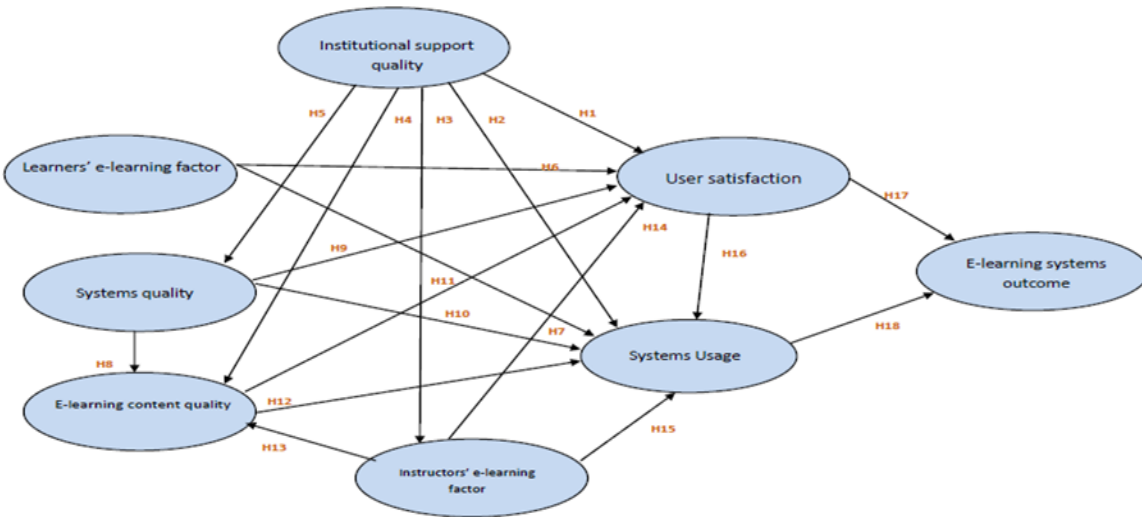 Institutional support
quality
H5
H4
H3
H2
H1
Learners' e-learning factor
H6
User satisfaction
H17
H14
H9
H16
E-learning systems
outcome
H11
Systems quality
H10
H7
H18
Systems Usage
H8
E-learning content quality
H12
H15
H13
Instructors' e-learning
factor